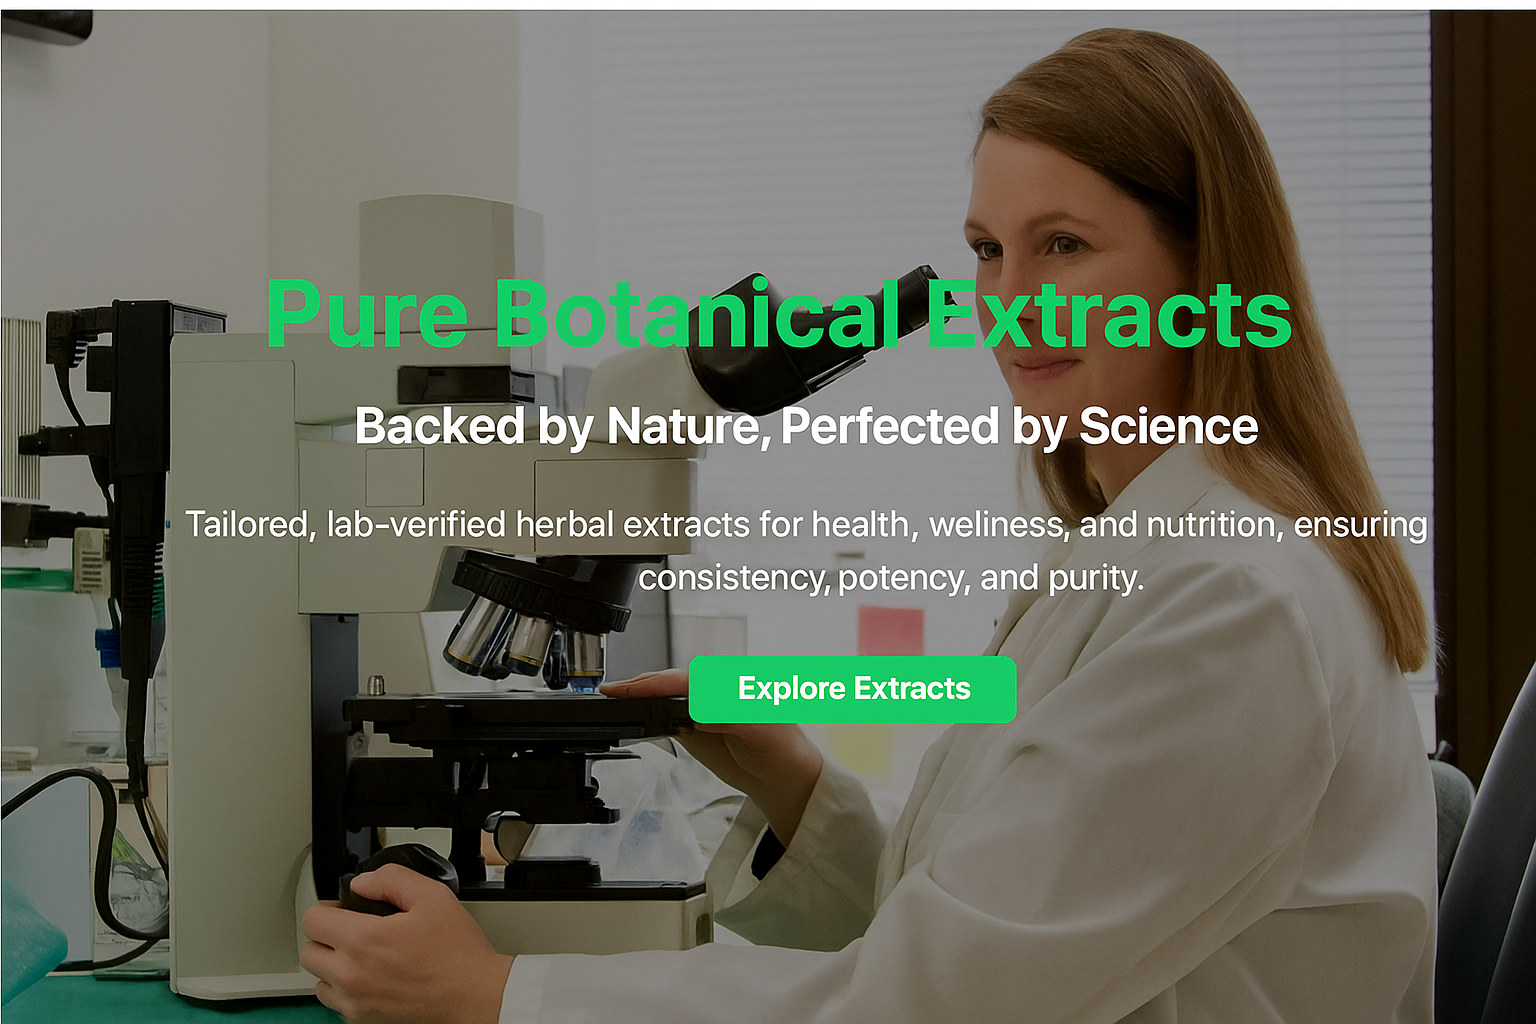 Pure Botanical Extracts
Backed by Nature, Perfected by Science
Tailored, lab-verified herbal extracts for health, weliness, and nutrition, ensuring
consistency, potency, and purity.
Explore Extracts